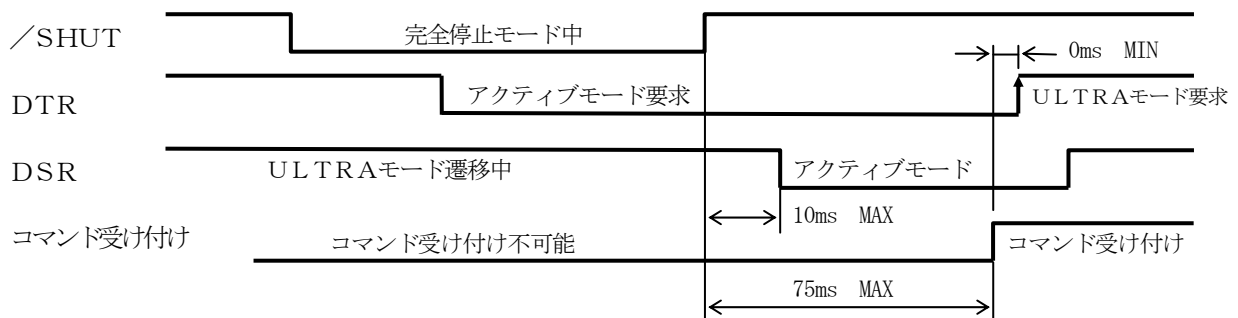 ／SHUT
完全停止モード中
0ms MIN
DTR
アクティブモード要求
ULTRAモード要求
DSR
ULTRAモード遷移中
アクティブモード
10ms MAX
コマンド受け付け
コマンド受け付け不可能
コマンド受け付け
75ms MAX